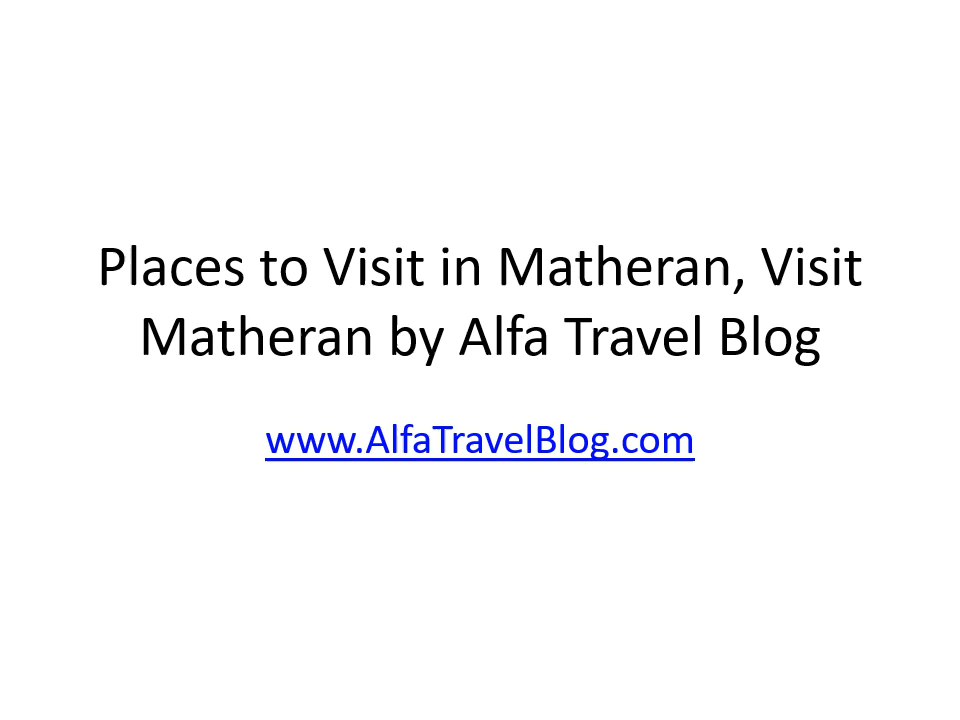 Places to Visit in Matheran, Visit
Matheran by Alfa Travel Blog
www.AlfaTravelBlog.com